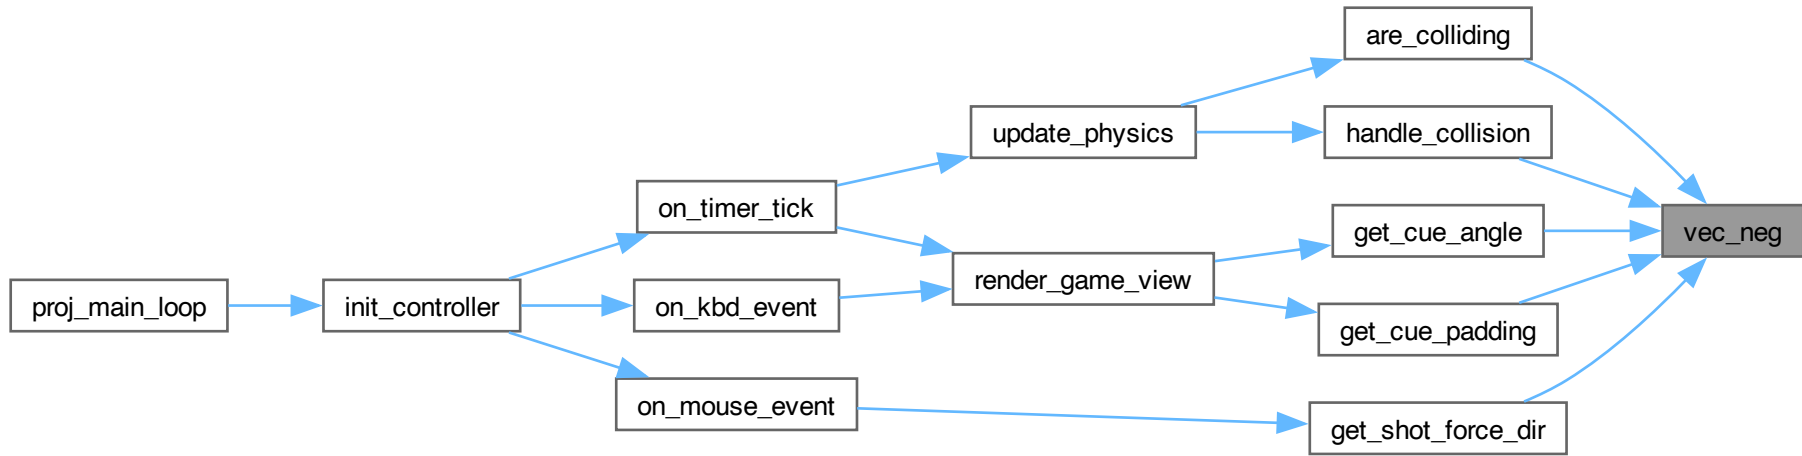 are_colliding
update_physics
handle_collision
on_timer_tick
get_cue_angle
vec_neg
render_game_view
proj_main_loop
init_controller
on_kbd_event
get_cue_padding
on_mouse_event
get_shot_force_dir